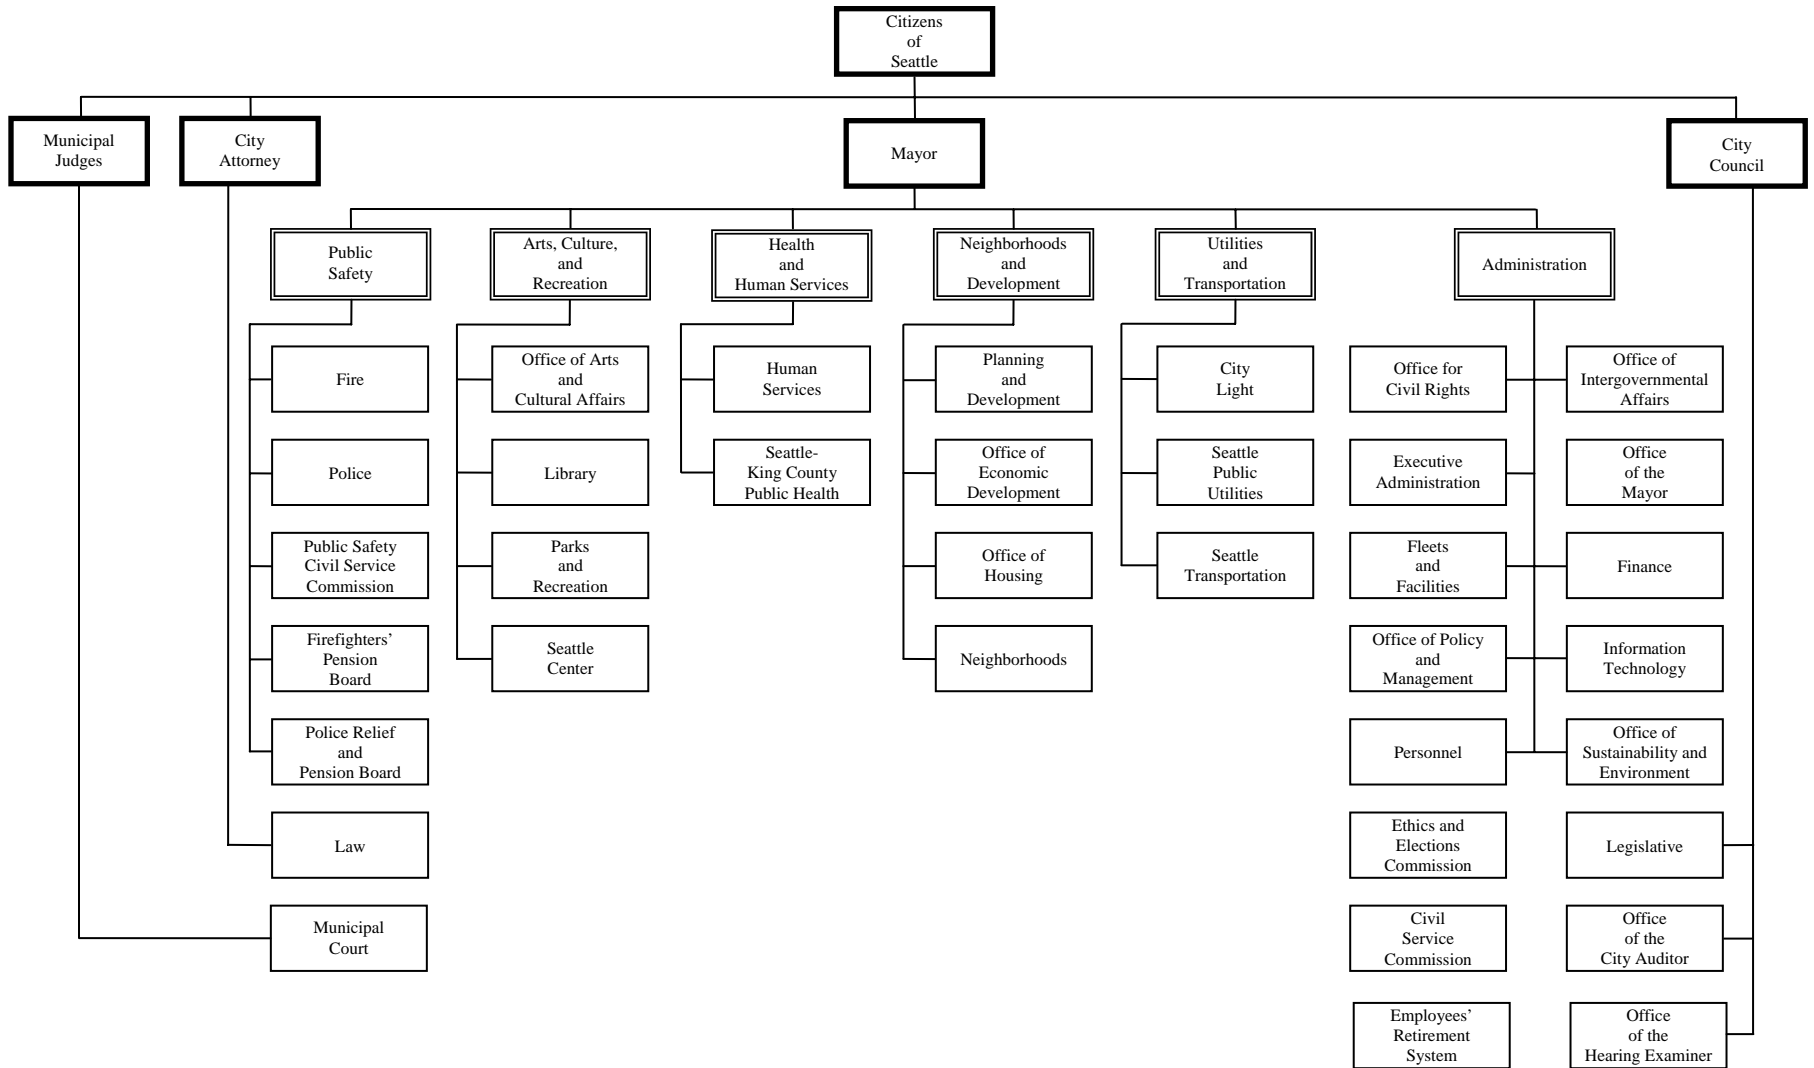 Citizens
of
Seattle
Municipal
Judges
City
Attorney
Mayor
City
Council
Public
Safety
Arts, Culture,
and
Recreation
Health
and
Human Services
Neighborhoods
and
Development
Utilities
and
Transportation
Administration
Fire
Police
Public Safety
Civil Service
Commission
Firefighters’
Pension
Board
Police Relief
and
Pension Board
Law
Municipal
Court
Office of Arts
and
Cultural Affairs
Library
Parks
and
Recreation
Seattle
Center
Human
Services
Seattle-
King County
Public Health
Planning
and
Development
Office of
Economic
Development
Office of
Housing
Neighborhoods
City
Light
Seattle
Public
Utilities
Seattle
Transportation
Office for
Civil Rights
Executive
Administration
Fleets
and
Facilities
Office of Policy
and
Management
Personnel
Ethics and
Elections
Commission
Civil
Service
Commission
Employees’
Retirement
System
Office of
Intergovernmental
Affairs
Office
of the
Mayor
Finance
Information
Technology
Office of
Sustainability and
Environment
Legislative
Office
of the
City Auditor
Office
of the
Hearing Examiner